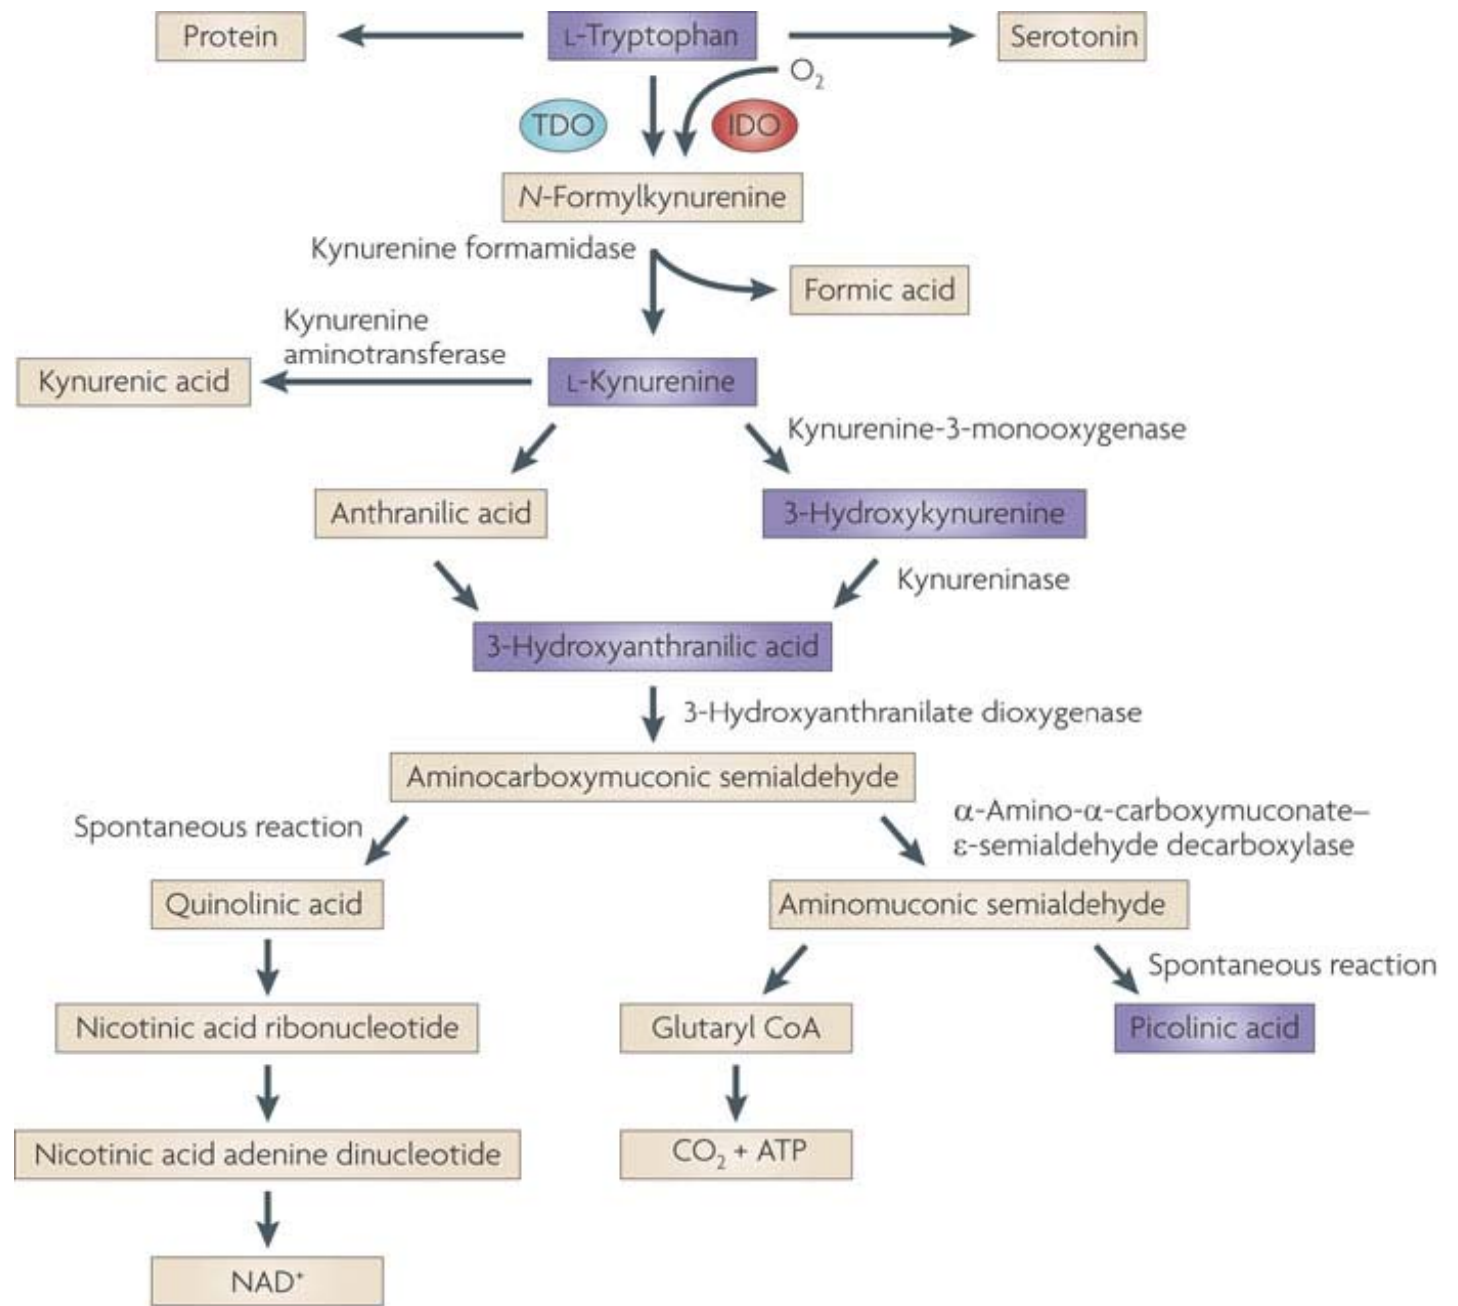 Protein
L-Tryptophan
Serotonin
O₂
TDO
IDO
N-Formylkynurenine
Kynurenine formamidase
Formic acid
Kynurenine
aminotransferase
Kynurenic acid
L-Kynurenine
Kynurenine-3-monooxygenase
Anthranilic acid
3-Hydroxykynurenine
Kynureninase
3-Hydroxyanthranilic acid
3-Hydroxyanthranilate dioxygenase
Aminocarboxymuconic semialdehyde
Spontaneous reaction
α-Amino-α-carboxymuconate–
ε-semialdehyde decarboxylase
Quinolinic acid
Aminomuconic semialdehyde
Spontaneous reaction
Nicotinic acid ribonucleotide
Glutaryl CoA
Picolinic acid
Nicotinic acid adenine dinucleotide
CO₂ + ATP
NAD⁺